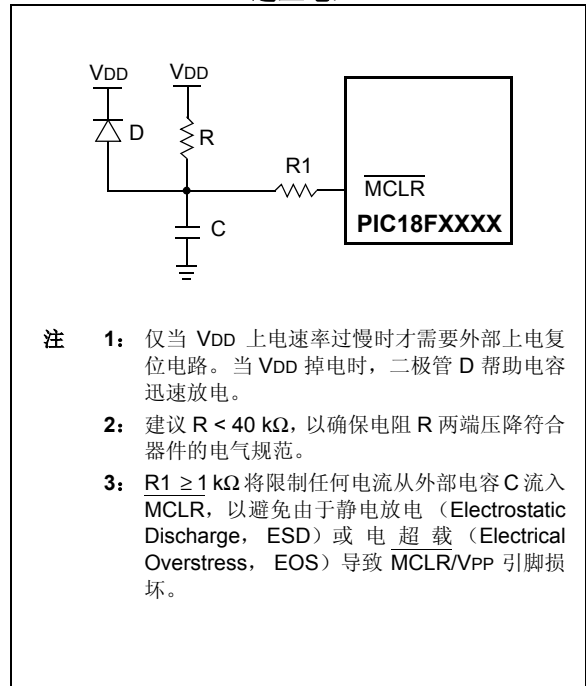 VDD VDD
D R
R1
MCLR
PIC18FXXXX
C
注 1： 仅当 VDD 上电速率过慢时才需要外部上电复
位电路。当 VDD 掉电时，二极管 D 帮助电容
迅速放电。
2： 建议 R < 40 kΩ，以确保电阻 R 两端压降符合
器件的电气规范。
3： R1 ≥ 1 kΩ 将限制任何电流从外部电容 C 流入
MCLR，以避免由于静电放电 （Electrostatic
Discharge， ESD）或 电 超 载 （Electrical
Overstress， EOS）导致 MCLR/VPP 引脚损
坏。